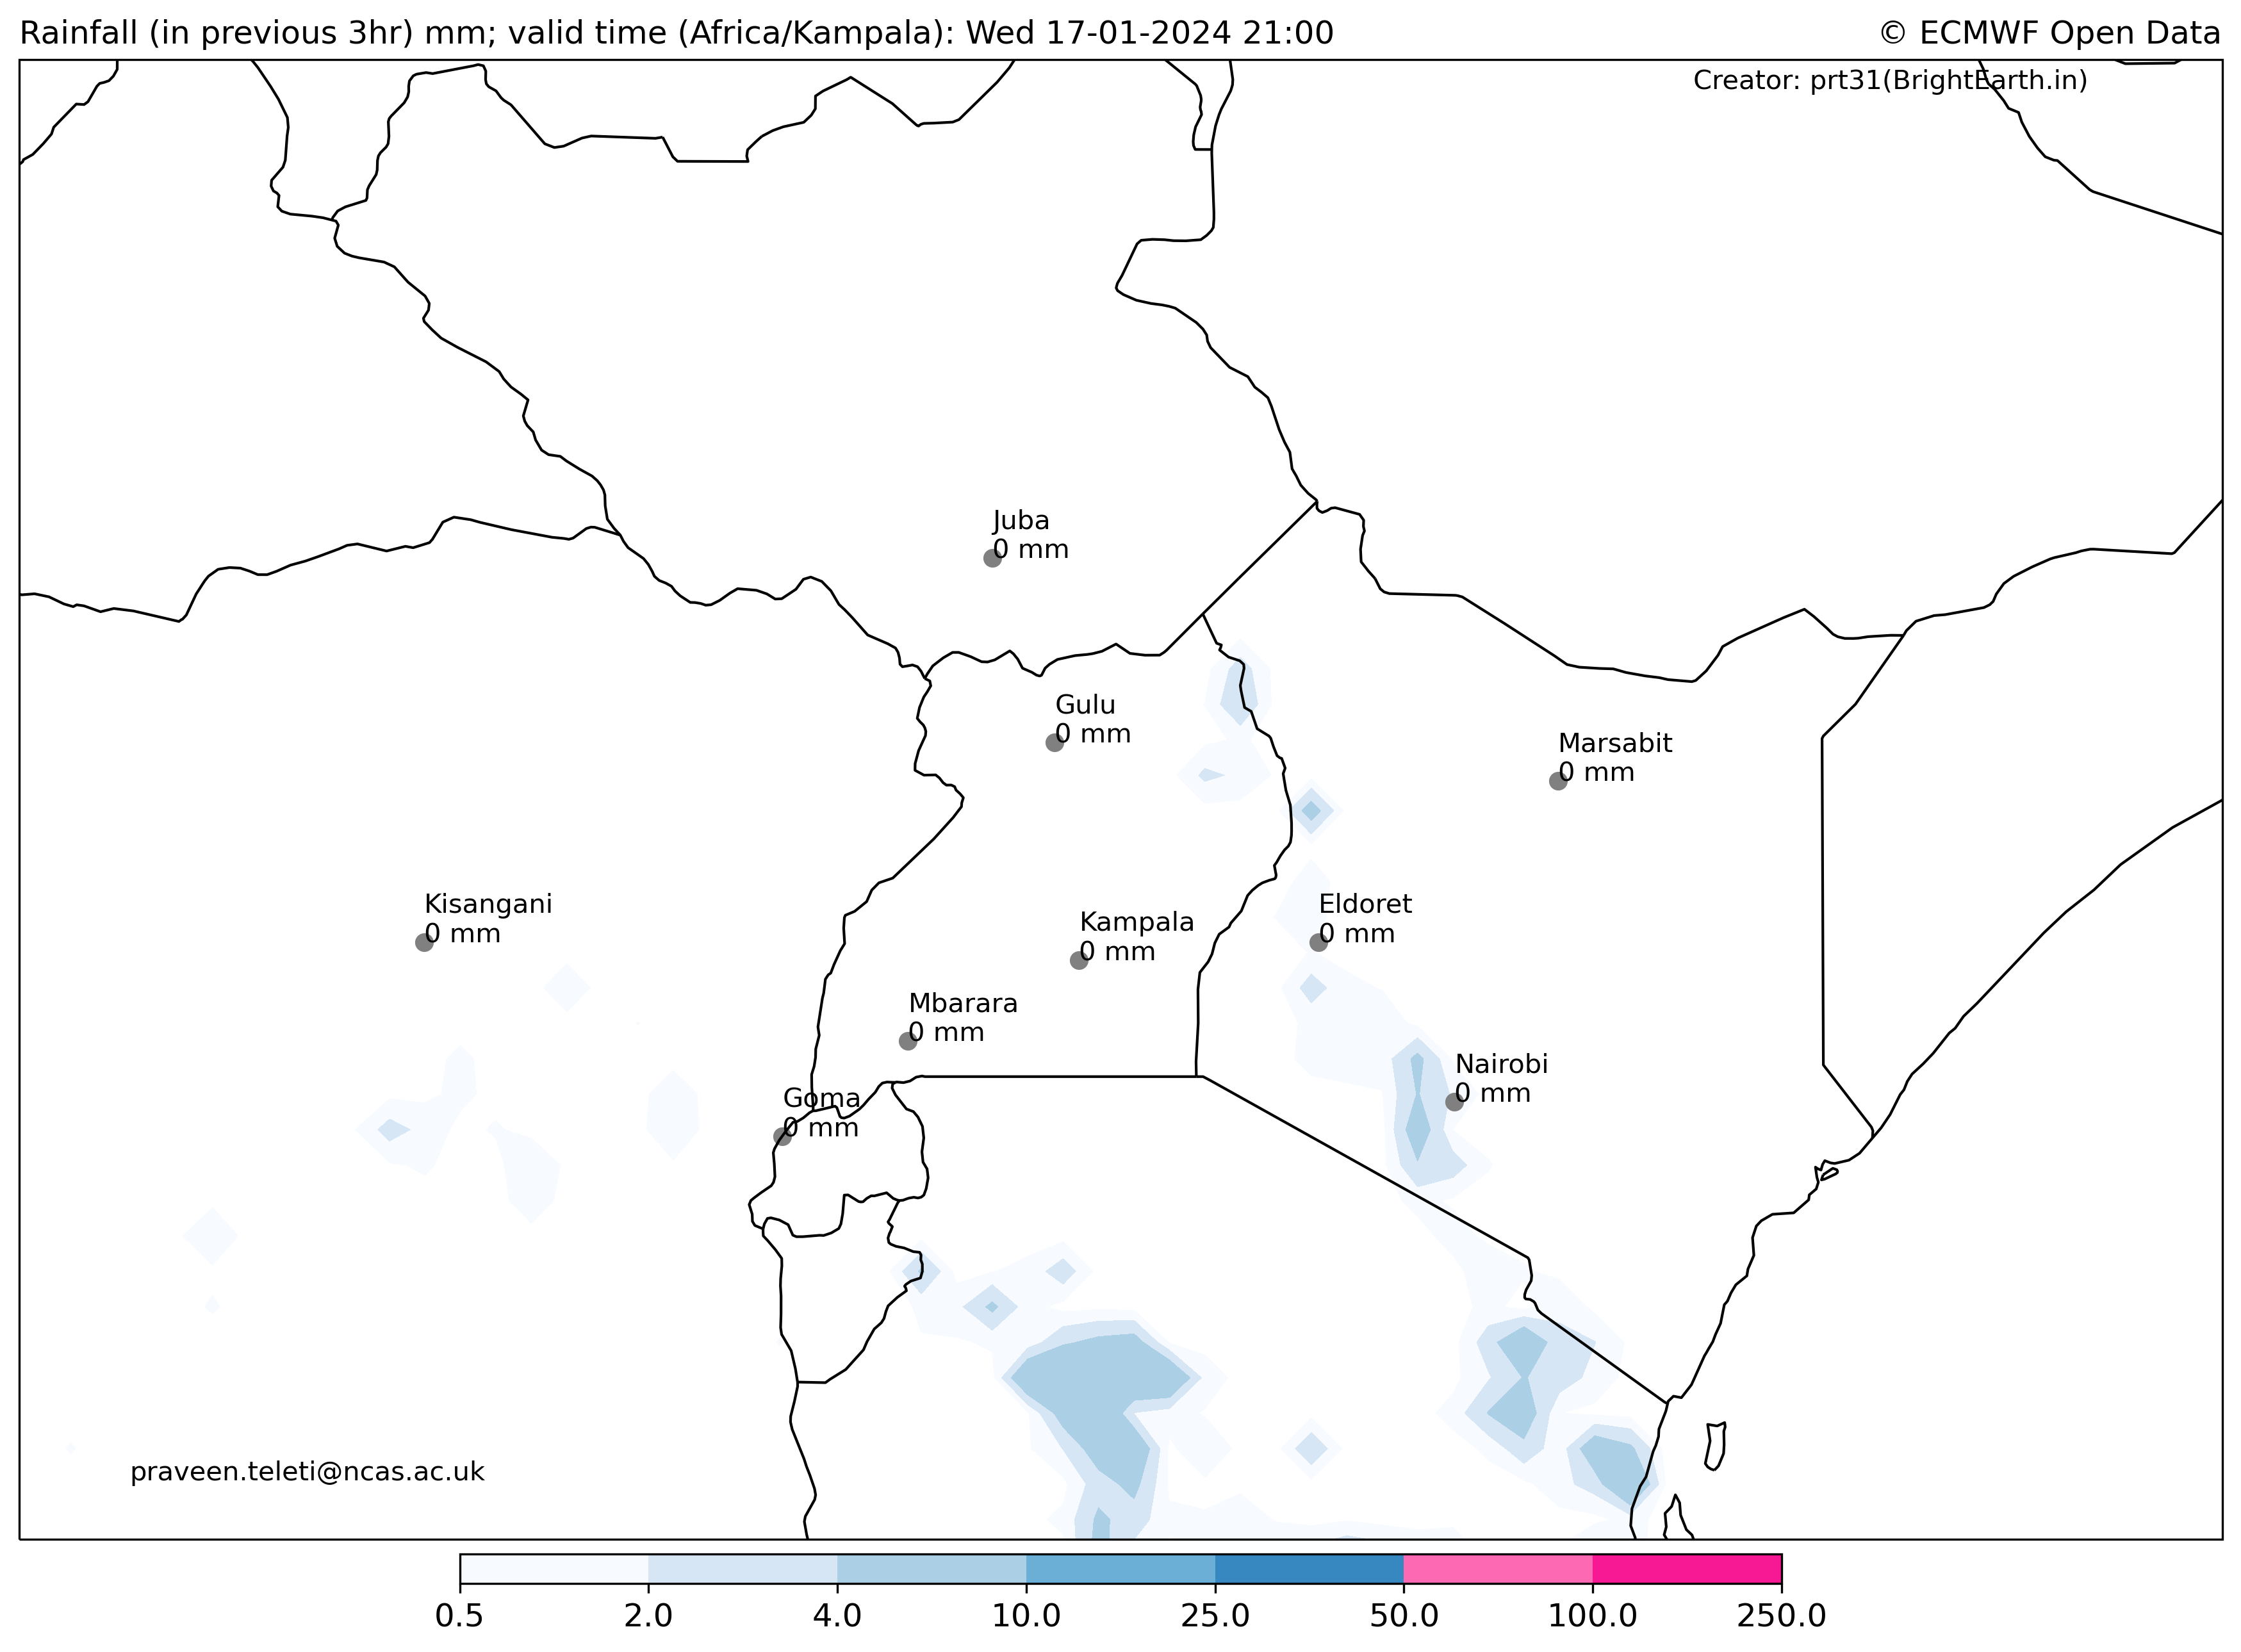 Rainfall (in previous 3hr) mm; valid time (Africa/Kampala): Wed 17-01-2024 21:00
© ECMWF Open Data
Creator: prt31(BrightEarth.in)
Juba
0 mm
Gulu
0 mm
Marsabit
0 mm
Kisangani
0 mm
Kampala
0 mm
Eldoret
0 mm
Mbarara
0 mm
Nairobi
0 mm
Goma
0 mm
praveen.teleti@ncas.ac.uk
0.5 2.0 4.0 10.0 25.0 50.0 100.0 250.0